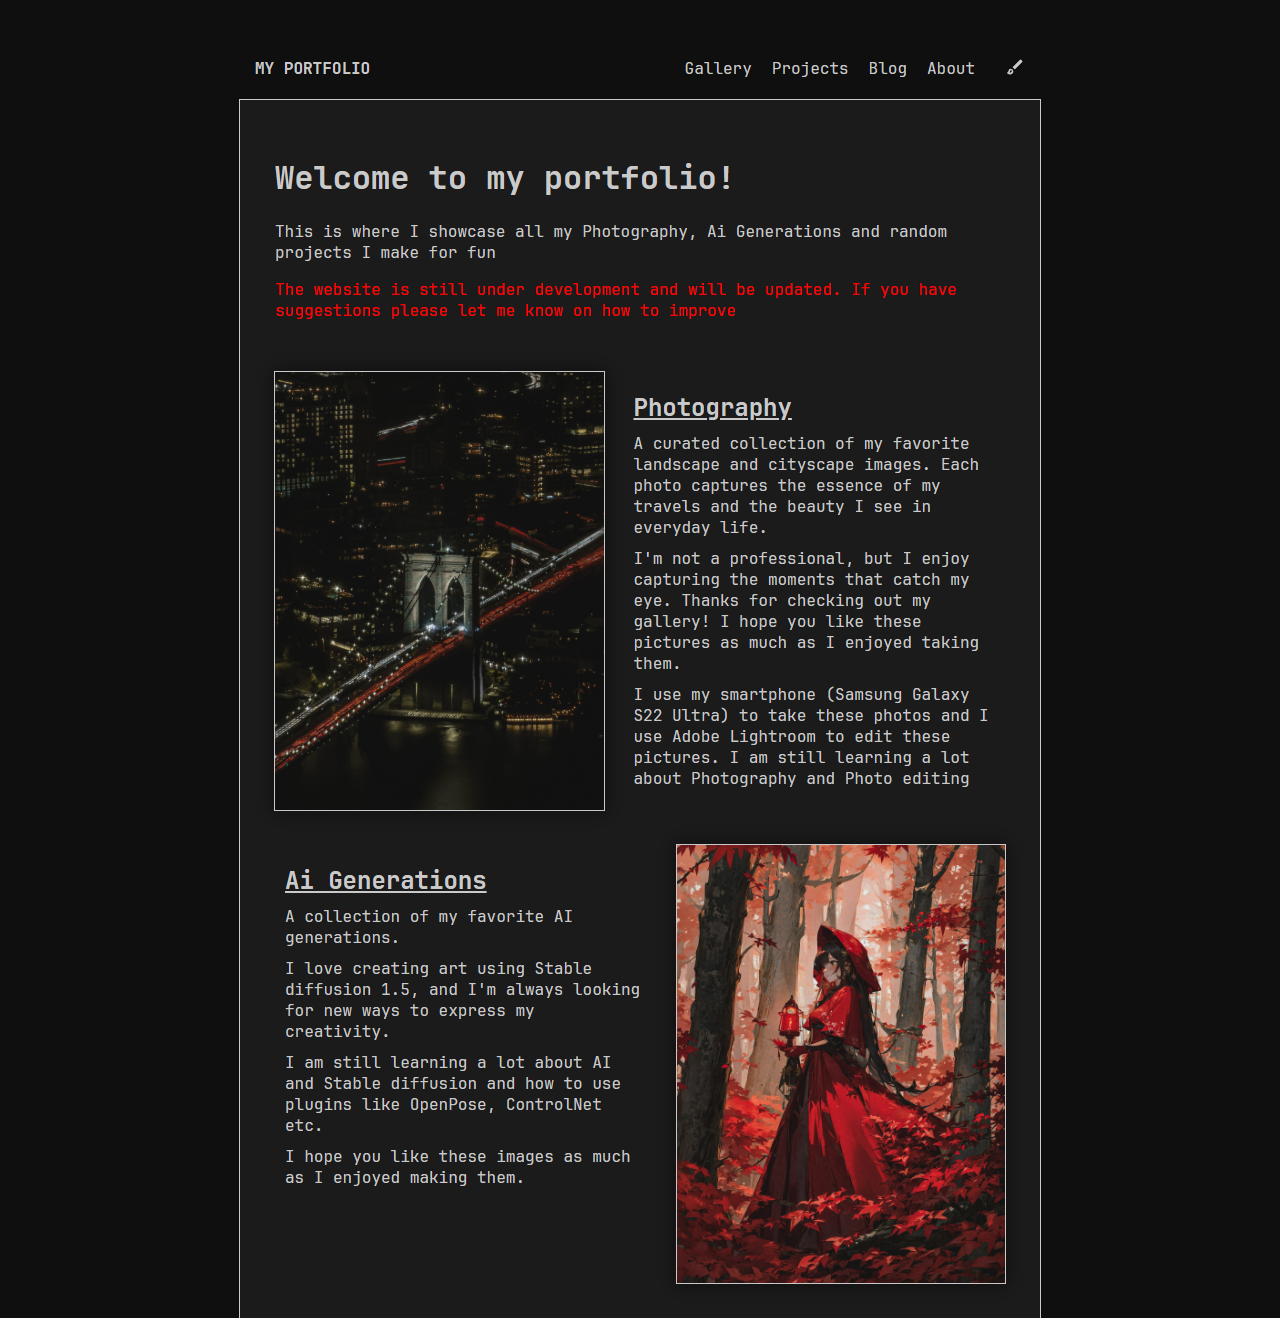 MY PORTFOLIO
Gallery Projects Blog About
Welcome to my portfolio!
This is where I showcase all my Photography, Ai Generations and random
projects I make for fun
The website is still under development and will be updated. If you have
suggestions please let me know on how to improve
Photography
A curated collection of my favorite
landscape and cityscape images. Each
photo captures the essence of my
travels and the beauty I see in
everyday life.
I'm not a professional, but I enjoy
capturing the moments that catch my
eye. Thanks for checking out my
gallery! I hope you like these
pictures as much as I enjoyed taking
them.
I use my smartphone (Samsung Galaxy
S22 Ultra) to take these photos and I
use Adobe Lightroom to edit these
pictures. I am still learning a lot
about Photography and Photo editing
Ai Generations
A collection of my favorite AI
generations.
I love creating art using Stable
diffusion 1.5, and I'm always looking
for new ways to express my
creativity.
I am still learning a lot about AI
and Stable diffusion and how to use
plugins like OpenPose, ControlNet
etc.
I hope you like these images as much
as I enjoyed making them.